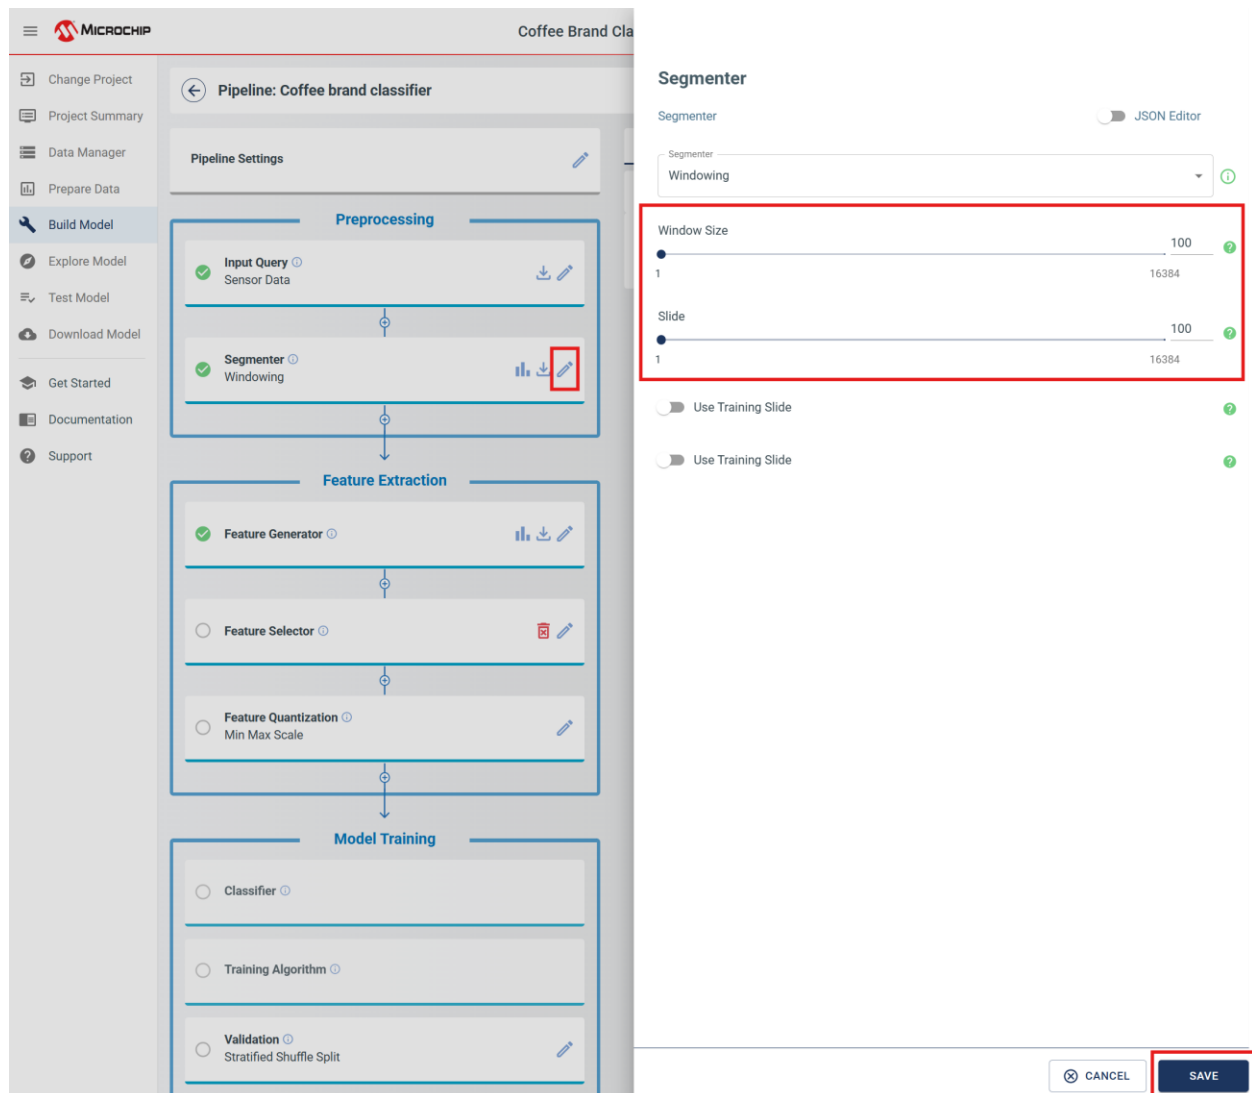 MICROCHIP
Coffee Brand Cla
Change Project
Project Summary
Data Manager
Prepare Data
Build Model
Explore Model
Test Model
Download Model
Get Started
Documentation
Support
Pipeline: Coffee brand classifier
Pipeline Settings
Preprocessing
Input Query
Sensor Data
Segmenter
Windowing
Feature Extraction
Feature Generator
Feature Selector
Feature Quantization
Min Max Scale
Model Training
Classifier
Training Algorithm
Validation
Stratified Shuffle Split
Segmenter
Segmenter
JSON Editor
Segmenter
Windowing
Window Size
100
1 16384
Slide
100
1 16384
Use Training Slide
Use Training Slide
CANCEL SAVE